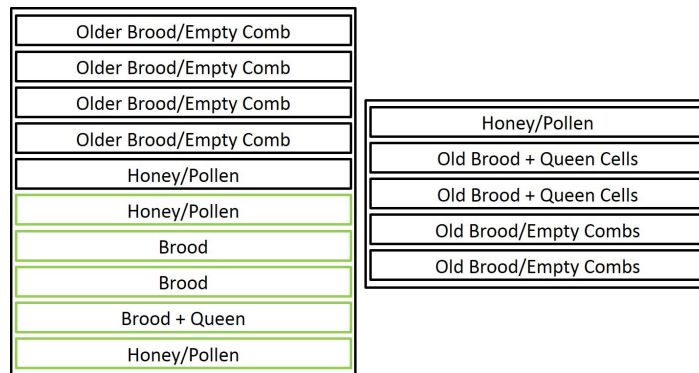 Older Brood/Empty Comb
Older Brood/Empty Comb
Older Brood/Empty Comb
Older Brood/Empty Comb
Honey/Pollen
Honey/Pollen
Brood
Brood
Brood + Queen
Honey/Pollen
Honey/Pollen
Old Brood + Queen Cells
Old Brood + Queen Cells
Old Brood/Empty Combs
Old Brood/Empty Combs